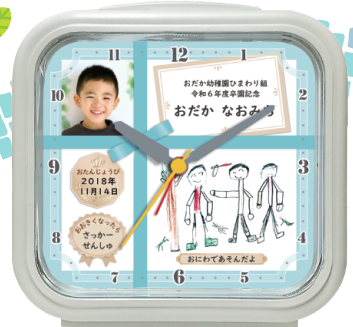 11 12 1
10 2
9 3
8 4
7 6 5
おだか幼稚園ひまわり組
令和6年度卒園記念
おだか なおみち
おたんじょうび
2018年
11月14日
おおきくなったら
さっかー
せんしゅ
おにわであそんだよ